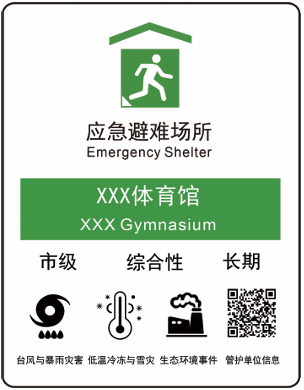 应急避难场所
Emergency Shelter
XXX体育馆
XXX Gymnasium
市级 综合性 长期
台风与暴雨灾害 低温冷冻与雪灾 生态环境事件 管护单位信息